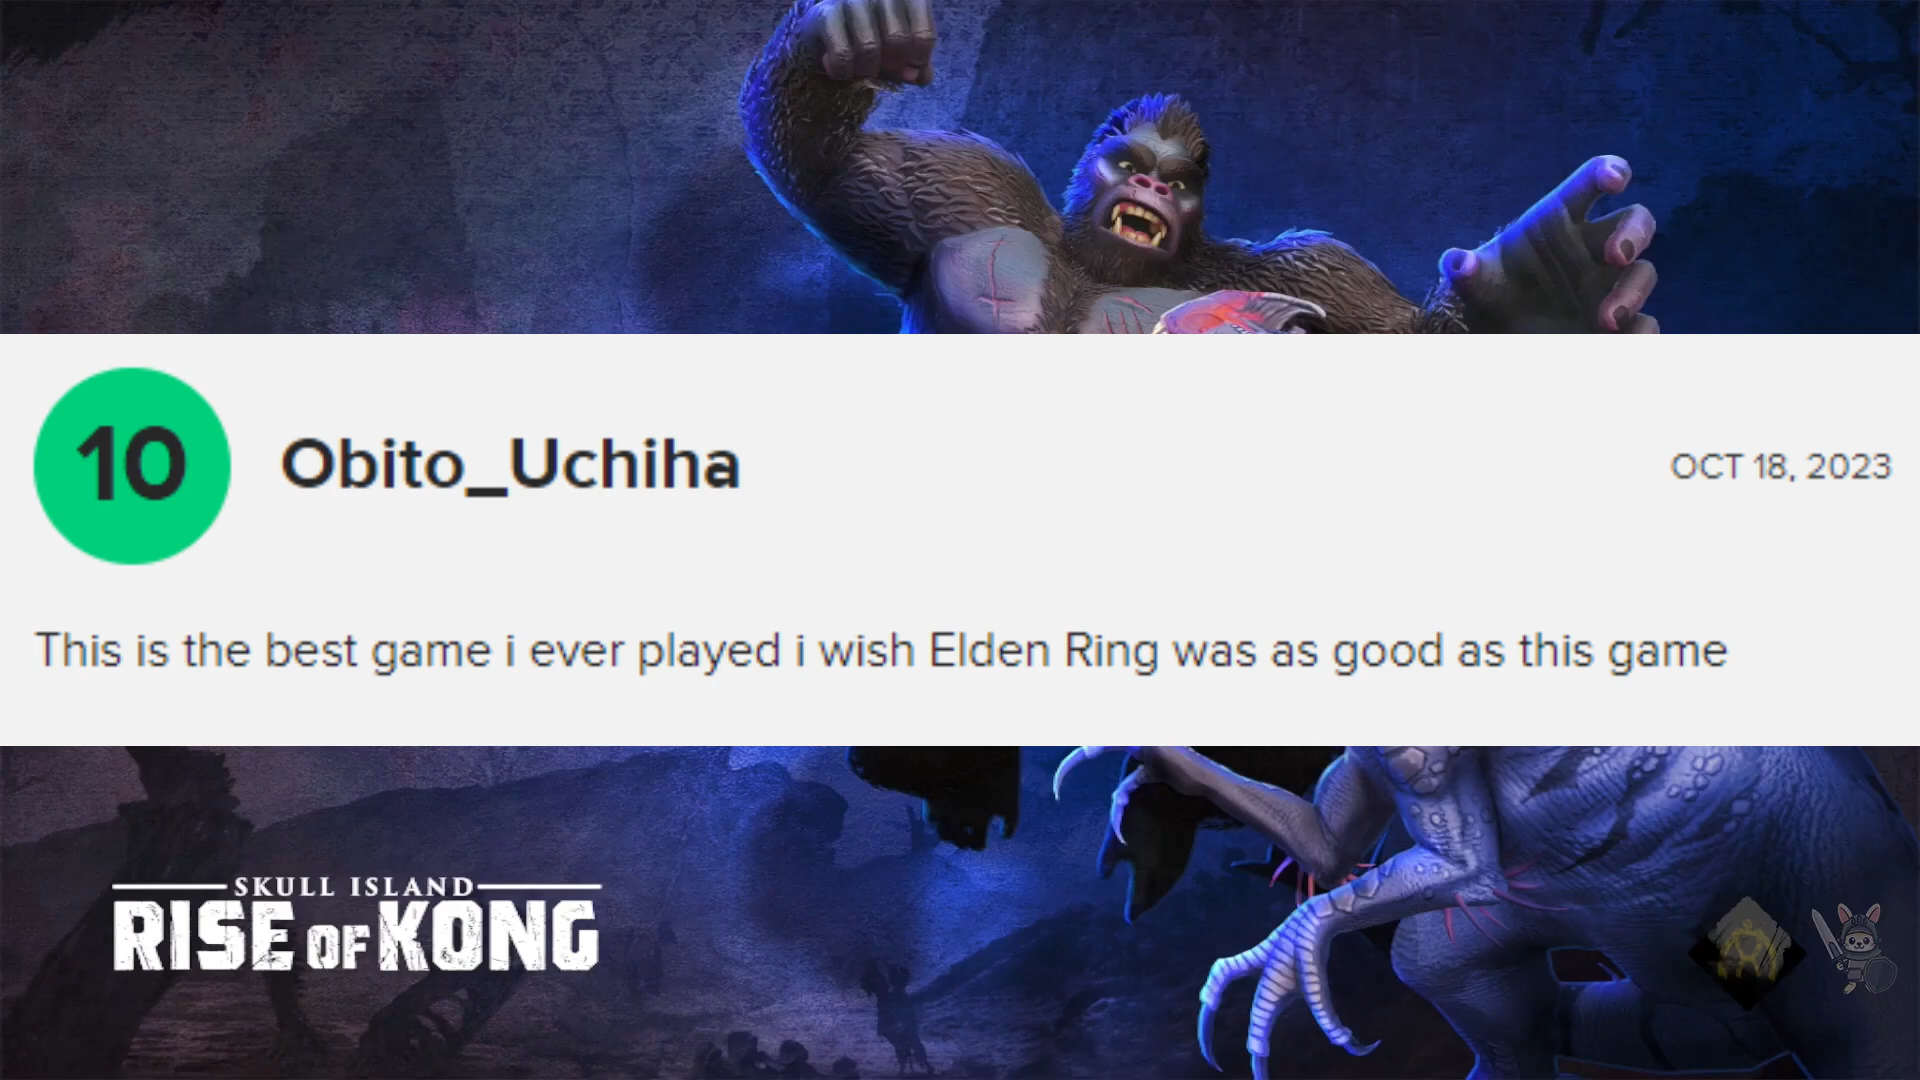 10
Obito_Uchiha
OCT 18, 2023
This is the best game i ever played i wish Elden Ring was as good as this game
SKULL ISLAND
RISE OF KONG